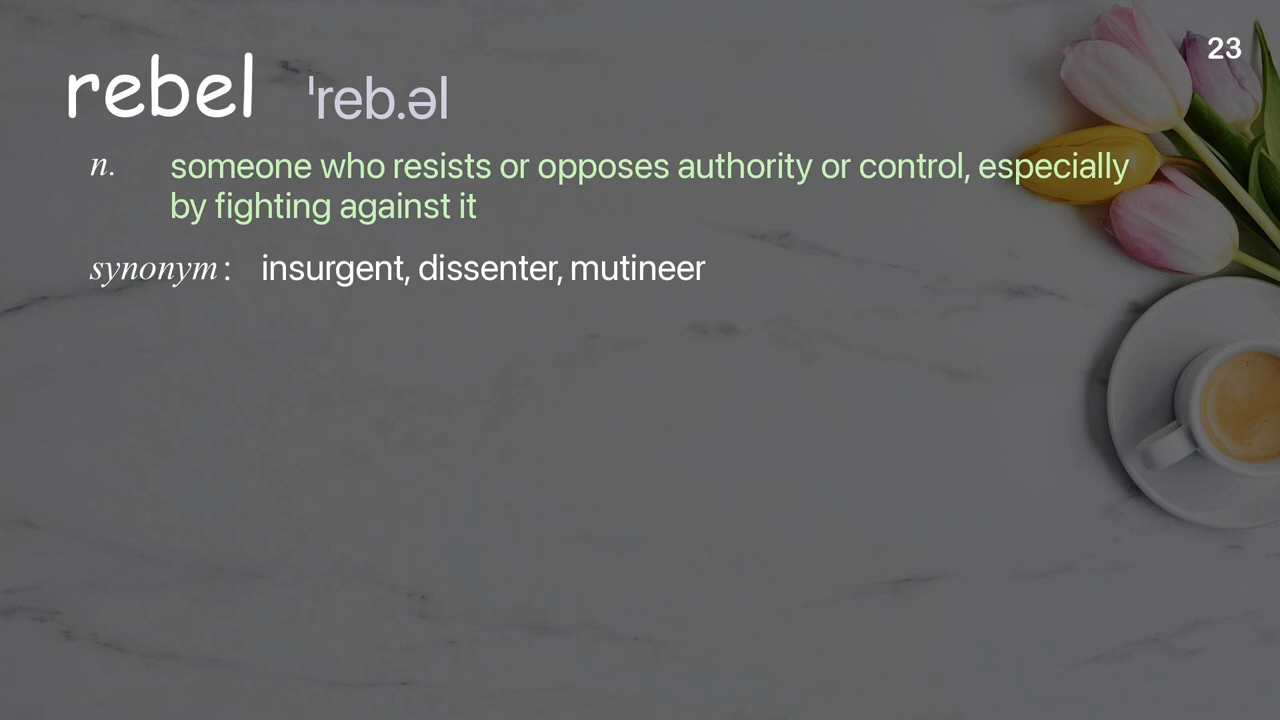 23
rebel ˈreb.əl
n. someone who resists or opposes authority or control, especially
by fighting against it
synonym: insurgent, dissenter, mutineer